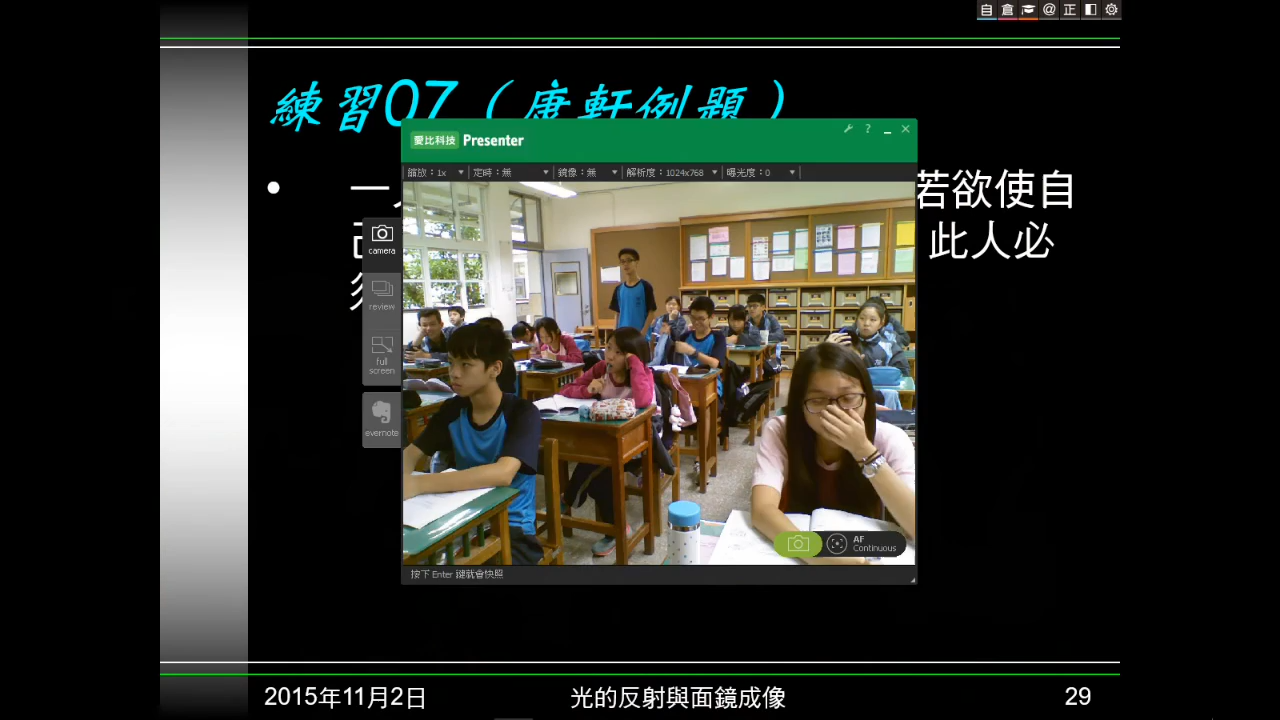 自 倉 @ 正
練習07（康軒例題）
愛比科技 Presenter
縮放：1x 定時：無 鏡像：無 解析度：1024x768 曝光度：0
• 一 若欲使自
己 此人必
須
camera
review
full
screen
evernote
AF
Continuous
按下 Enter 鍵就會快照
2015年11月2日 光的反射與面鏡成像 29